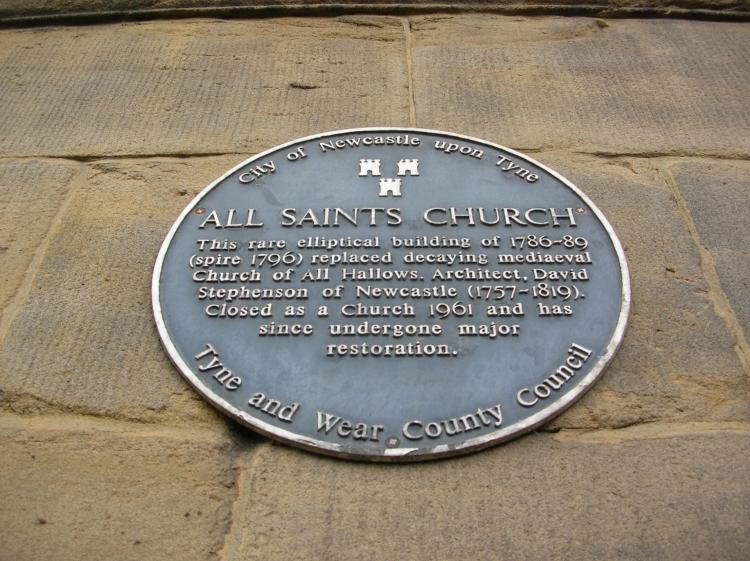 City of Newcastle upon Tyne
ALL SAINTS CHURCH
This rare elliptical building of 1786-89
(spire 1796) replaced decaying mediaeval
Church of All Hallows. Architect, David
Stephenson of Newcastle (1757-1819).
Closed as a Church 1961 and has
since undergone major
restoration.
Tyne and Wear County Council